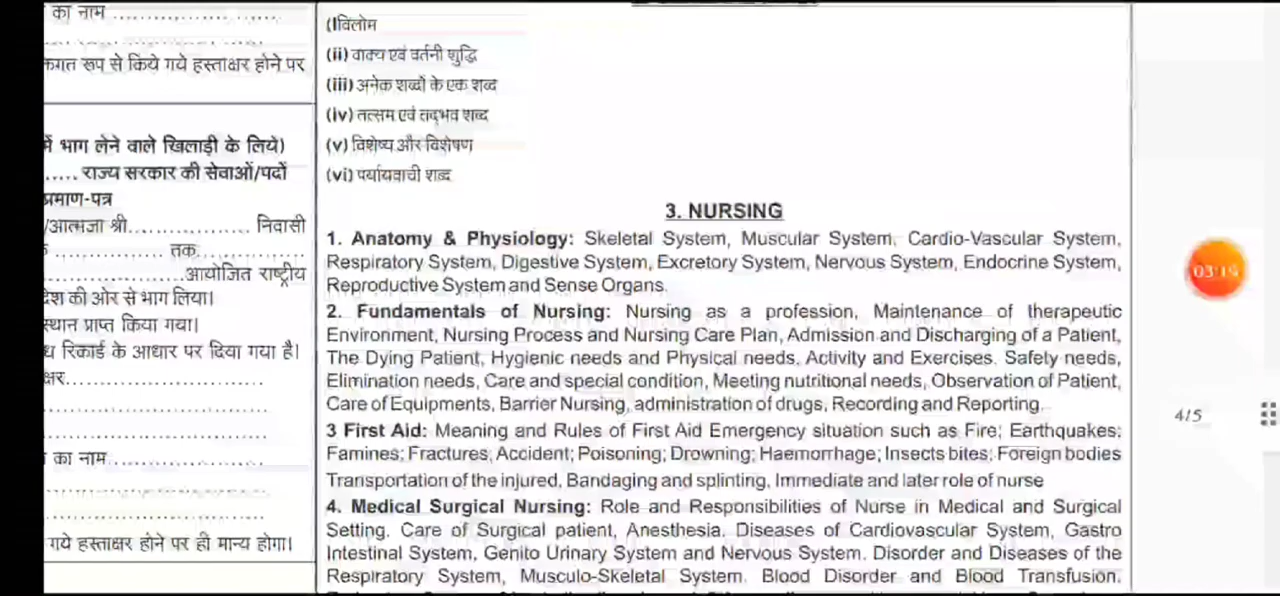 का नाम ........................
........................
कगत रूप से किये गये हस्ताक्षर होने पर
में भाग लेने वाले खिलाड़ी के लिये)
..... राज्य सरकार की सेवाओं/पदों
प्रमाण-पत्र
/आत्मजा श्री.................... निवासी
.................. तक..............
.....................आयोजित राष्ट्रीय
देश की ओर से भाग लिया।
स्थान प्राप्त किया गया।
रिकार्ड के आधार पर दिया गया है।
क्षर..............................
..............................
..............................
का नाम......................
..............................
..............................
गये हस्ताक्षर होने पर ही मान्य होगा।
(Iविलोम
(ii) वाक्य एवं वर्तनी शुद्धि
(iii) अनेक शब्दों के एक शब्द
(iv) तत्सम एवं तद्भव शब्द
(v) विशेष्य और विशेषण
(vi) पर्यायवाची शब्द
3. NURSING
1. Anatomy & Physiology: Skeletal System, Muscular System, Cardio-Vascular System,
Respiratory System, Digestive System, Excretory System, Nervous System, Endocrine System,
Reproductive System and Sense Organs.
2. Fundamentals of Nursing: Nursing as a profession, Maintenance of therapeutic
Environment, Nursing Process and Nursing Care Plan, Admission and Discharging of a Patient,
The Dying Patient, Hygienic needs and Physical needs, Activity and Exercises. Safety needs,
Elimination needs, Care and special condition, Meeting nutritional needs, Observation of Patient,
Care of Equipments, Barrier Nursing, administration of drugs, Recording and Reporting.
3 First Aid: Meaning and Rules of First Aid Emergency situation such as Fire; Earthquakes;
Famines; Fractures; Accident; Poisoning; Drowning; Haemorrhage; Insects bites; Foreign bodies
Transportation of the injured, Bandaging and splinting, Immediate and later role of nurse
4. Medical Surgical Nursing: Role and Responsibilities of Nurse in Medical and Surgical
Setting. Care of Surgical patient, Anesthesia. Diseases of Cardiovascular System, Gastro
Intestinal System, Genito Urinary System and Nervous System. Disorder and Diseases of the
Respiratory System, Musculo-Skeletal System. Blood Disorder and Blood Transfusion.
03:19
4/5